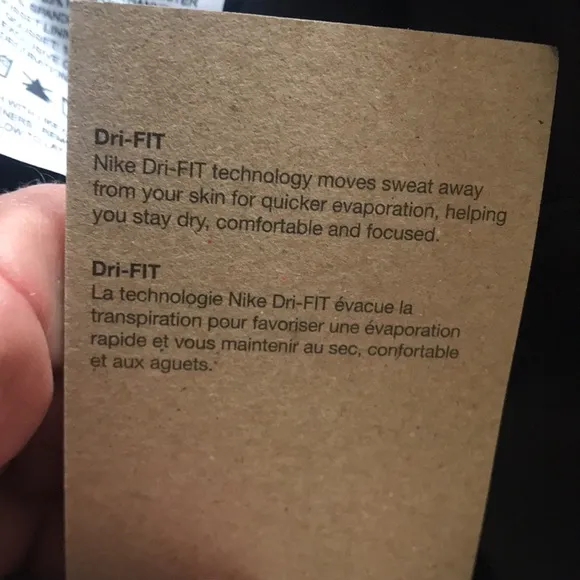 SPAND
Dri-FIT
Nike Dri-FIT technology moves sweat away
from your skin for quicker evaporation, helping
you stay dry, comfortable and focused.
Dri-FIT
La technologie Nike Dri-FIT évacue la
transpiration pour favoriser une évaporation
rapide et vous maintenir au sec, confortable
et aux aguets.